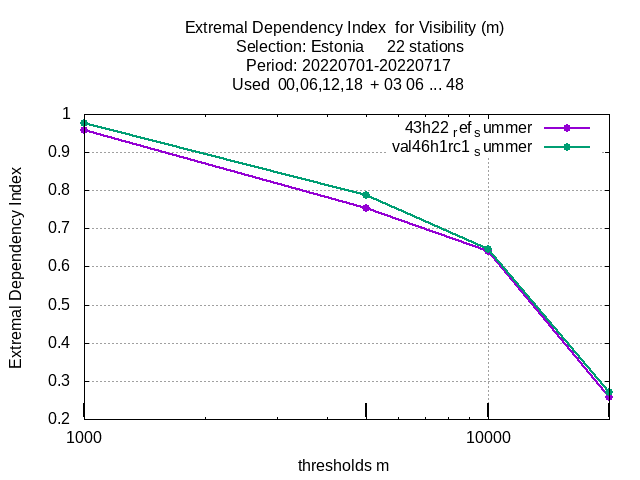 Extremal Dependency Index for Visibility (m)
Selection: Estonia 22 stations
Period: 20220701-20220717
Used 00,06,12,18 + 03 06 ... 48
43h22 ref summer
val46h1rc1 summer
Extremal Dependency Index
1
0.9
0.8
0.7
0.6
0.5
0.4
0.3
0.2
1000 10000
thresholds m